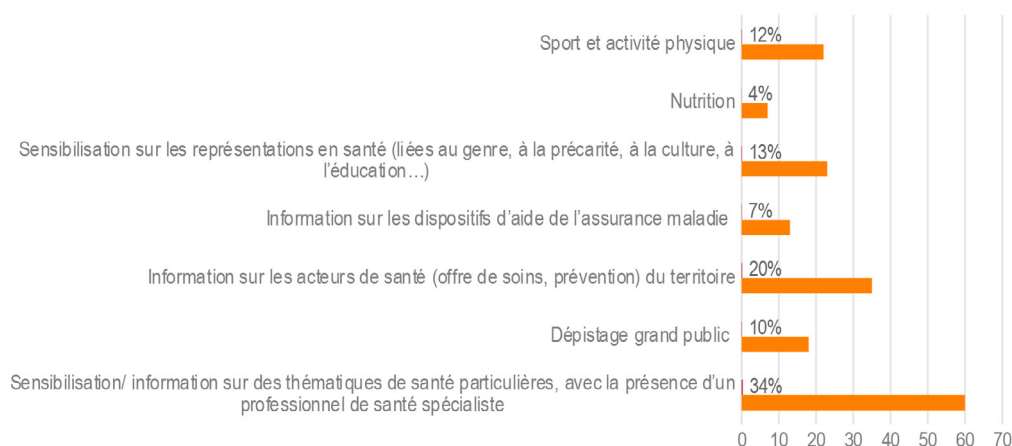 Sport et activité physique
12%
Nutrition
4%
Sensibilisation sur les représentations en santé (liées au genre, à la précarité, à la culture, à
l'éducation…)
13%
Information sur les dispositifs d'aide de l'assurance maladie
7%
Information sur les acteurs de santé (offre de soins, prévention) du territoire
20%
Dépistage grand public
10%
Sensibilisation/ information sur des thématiques de santé particulières, avec la présence d'un
professionnel de santé spécialiste
34%
0 10 20 30 40 50 60 70